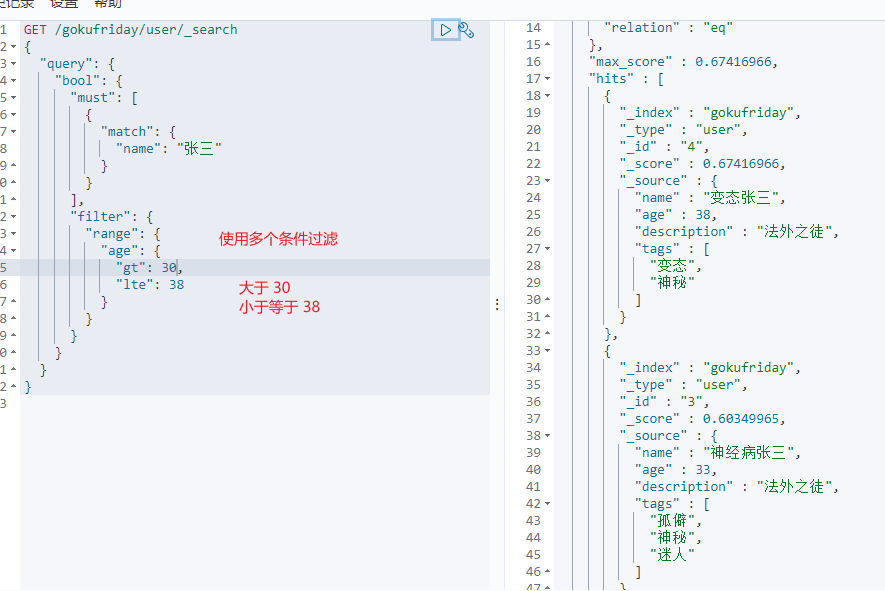 史记录 设置 帮助
1 GET /gokufriday/user/_search
2 {
3 "query": {
4 "bool": {
5 "must": [
6 {
7 "match": {
8 "name": "张三"
9 }
0 }
1 ],
2 "filter": {
3 "range": {
使用多个条件过滤
4 "age": {
5 "gt": 30,
6 "lte": 38
大于 30
7 }
小于等于 38
8 }
9 }
0 }
1 }
2 }
3
14 "relation" : "eq"
15 },
16 "max_score" : 0.67416966,
17 "hits" : [
18 {
19 "_index" : "gokufriday",
20 "_type" : "user",
21 "_id" : "4",
22 "_score" : 0.67416966,
23 "_source" : {
24 "name" : "变态张三",
25 "age" : 38,
26 "description" : "法外之徒",
27 "tags" : [
28 "变态",
29 "神秘"
30 ]
31 }
32 },
33 {
34 "_index" : "gokufriday",
35 "_type" : "user",
36 "_id" : "3",
37 "_score" : 0.60349965,
38 "_source" : {
39 "name" : "神经病张三",
40 "age" : 33,
41 "description" : "法外之徒",
42 "tags" : [
43 "孤僻",
44 "神秘",
45 "迷人"
46 ]
47 }